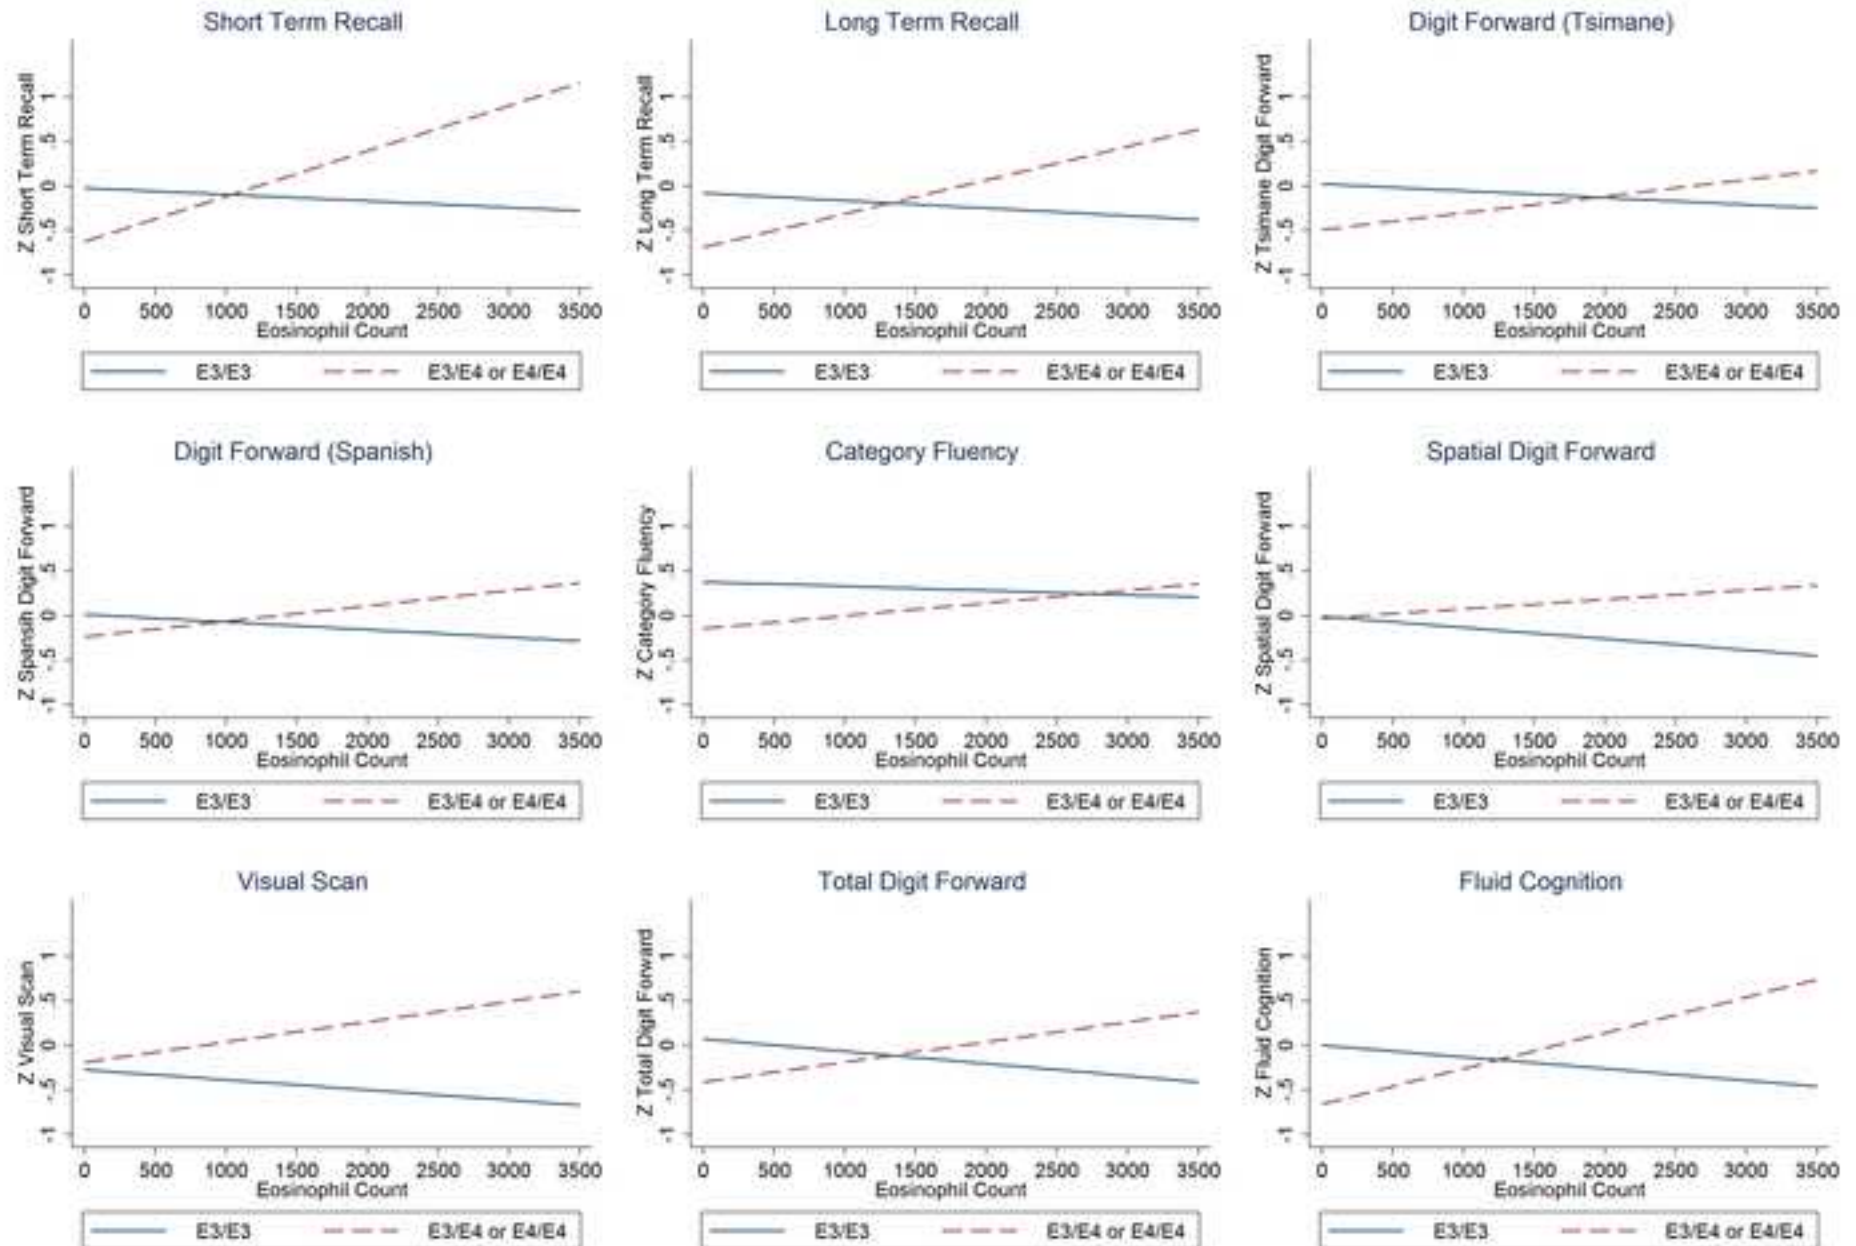 Short Term Recall
Z Short Term Recall
-1 -.5 0 .5 1
0 500 1000 1500 2000 2500 3000 3500
Eosinophil Count
E3/E3 E3/E4 or E4/E4
Long Term Recall
Z Long Term Recall
-1 -.5 0 .5 1
0 500 1000 1500 2000 2500 3000 3500
Eosinophil Count
E3/E3 E3/E4 or E4/E4
Digit Forward (Tsimane)
Z Tsimane Digit Forward
-1 -.5 0 .5 1
0 500 1000 1500 2000 2500 3000 3500
Eosinophil Count
E3/E3 E3/E4 or E4/E4
Digit Forward (Spanish)
Z Spansih Digit Forward
-1 -.5 0 .5 1
0 500 1000 1500 2000 2500 3000 3500
Eosinophil Count
E3/E3 E3/E4 or E4/E4
Category Fluency
Z Category Fluency
-1 -.5 0 .5 1
0 500 1000 1500 2000 2500 3000 3500
Eosinophil Count
E3/E3 E3/E4 or E4/E4
Spatial Digit Forward
Z Spatial Digit Forward
-1 -.5 0 .5 1
0 500 1000 1500 2000 2500 3000 3500
Eosinophil Count
E3/E3 E3/E4 or E4/E4
Visual Scan
Z Visual Scan
-1 -.5 0 .5 1
0 500 1000 1500 2000 2500 3000 3500
Eosinophil Count
E3/E3 E3/E4 or E4/E4
Total Digit Forward
Z Total Digit Forward
-1 -.5 0 .5 1
0 500 1000 1500 2000 2500 3000 3500
Eosinophil Count
E3/E3 E3/E4 or E4/E4
Fluid Cognition
Z Fluid Cognition
-1 -.5 0 .5 1
0 500 1000 1500 2000 2500 3000 3500
Eosinophil Count
E3/E3 E3/E4 or E4/E4